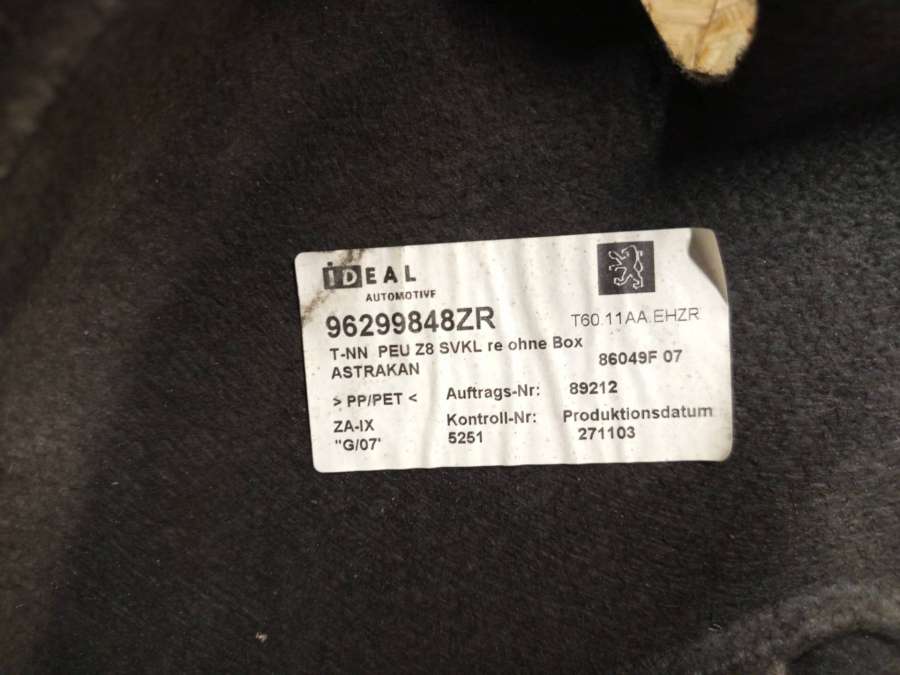 iDEAL
AUTOMOTIVE
96299848ZR
T60.11AA.EHZR
T-NN PEU Z8 SVKL re ohne Box
86049F 07
ASTRAKAN
> PP/PET <
Auftrags-Nr: 89212
ZA-IX
Kontroll-Nr: Produktionsdatum
"G/07'
5251 271103